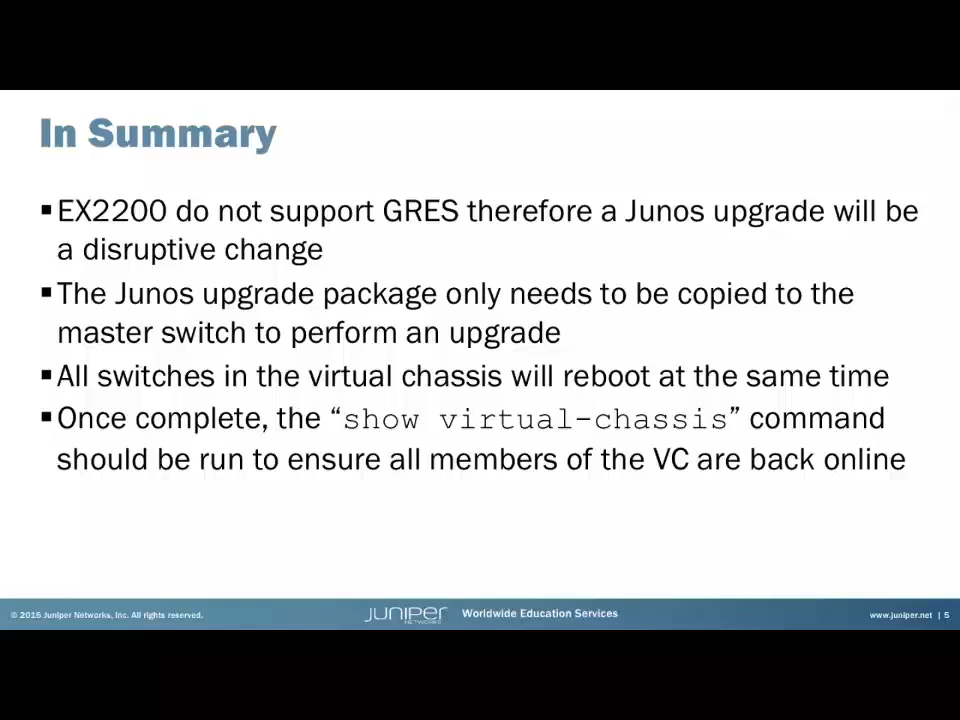 In Summary
▪EX2200 do not support GRES therefore a Junos upgrade will be
a disruptive change
▪The Junos upgrade package only needs to be copied to the
master switch to perform an upgrade
▪All switches in the virtual chassis will reboot at the same time
▪Once complete, the “show virtual-chassis” command
should be run to ensure all members of the VC are back online
© 2016 Juniper Networks, Inc. All rights reserved.
JUNIPER
NETWORKS
Worldwide Education Services
www.juniper.net | 5